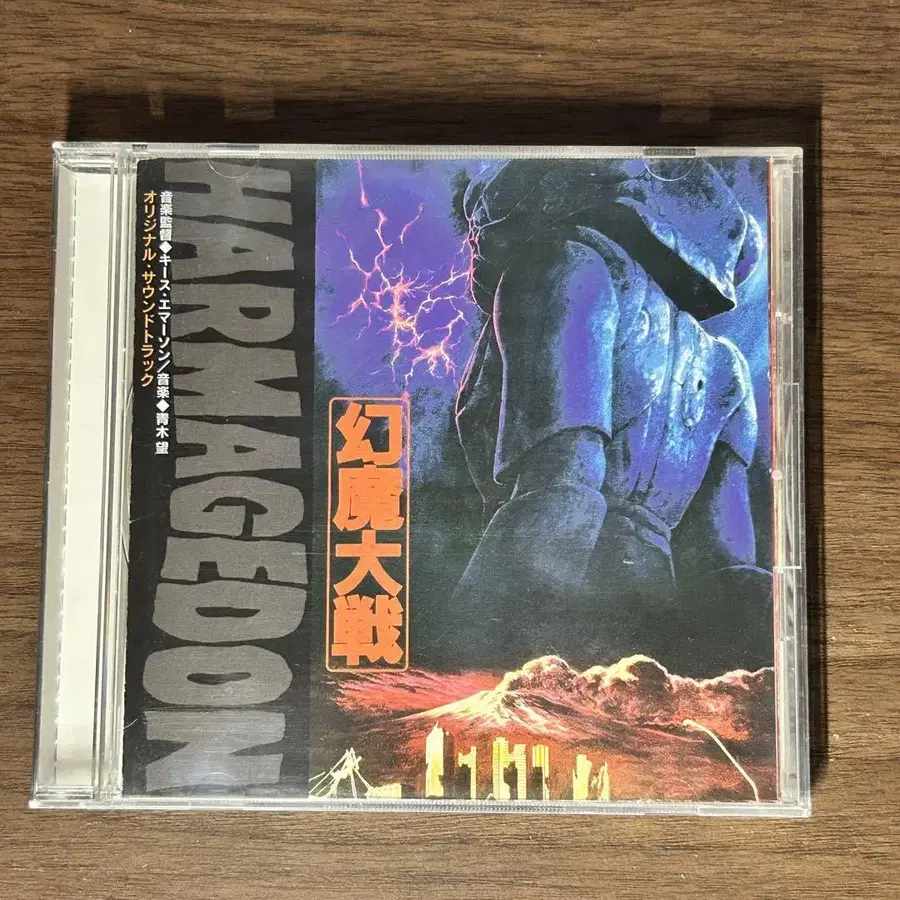 HARMAGEDON
音楽監督◆キース・エマーソン/音楽◆青木 望
オリジナル・サウンドトラック
幻魔大戦